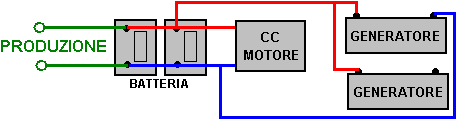 PRODUZIONE
BATTERIA
CC
MOTORE
GENERATORE
GENERATORE